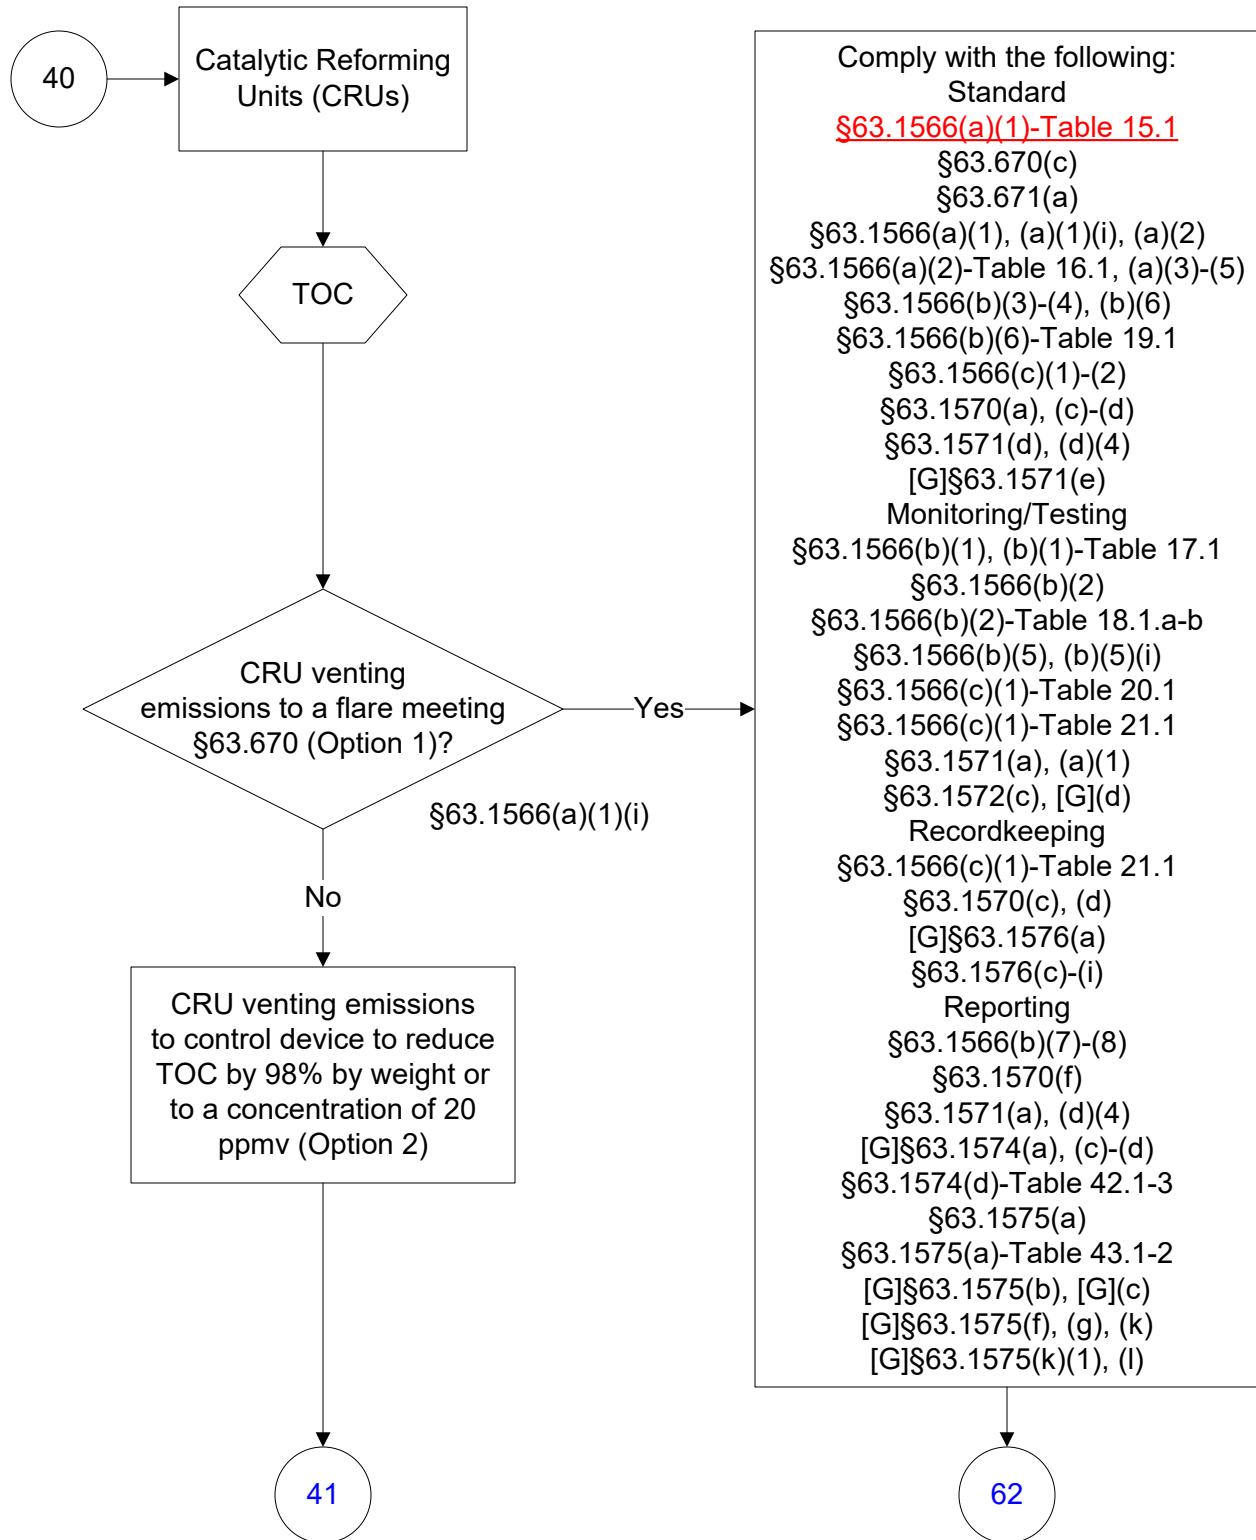 40
Catalytic Reforming
Units (CRUs)
TOC
CRU venting
emissions to a flare meeting
§63.670 (Option 1)?
Yes
§63.1566(a)(1)(i)
No
CRU venting emissions
to control device to reduce
TOC by 98% by weight or
to a concentration of 20
ppmv (Option 2)
41
Comply with the following:
Standard
§63.1566(a)(1)-Table 15.1
§63.670(c)
§63.671(a)
§63.1566(a)(1), (a)(1)(i), (a)(2)
§63.1566(a)(2)-Table 16.1, (a)(3)-(5)
§63.1566(b)(3)-(4), (b)(6)
§63.1566(b)(6)-Table 19.1
§63.1566(c)(1)-(2)
§63.1570(a), (c)-(d)
§63.1571(d), (d)(4)
[G]§63.1571(e)
Monitoring/Testing
§63.1566(b)(1), (b)(1)-Table 17.1
§63.1566(b)(2)
§63.1566(b)(2)-Table 18.1.a-b
§63.1566(b)(5), (b)(5)(i)
§63.1566(c)(1)-Table 20.1
§63.1566(c)(1)-Table 21.1
§63.1571(a), (a)(1)
§63.1572(c), [G](d)
Recordkeeping
§63.1566(c)(1)-Table 21.1
§63.1570(c), (d)
[G]§63.1576(a)
§63.1576(c)-(i)
Reporting
§63.1566(b)(7)-(8)
§63.1570(f)
§63.1571(a), (d)(4)
[G]§63.1574(a), (c)-(d)
§63.1574(d)-Table 42.1-3
§63.1575(a)
§63.1575(a)-Table 43.1-2
[G]§63.1575(b), [G](c)
[G]§63.1575(f), (g), (k)
[G]§63.1575(k)(1), (l)
62